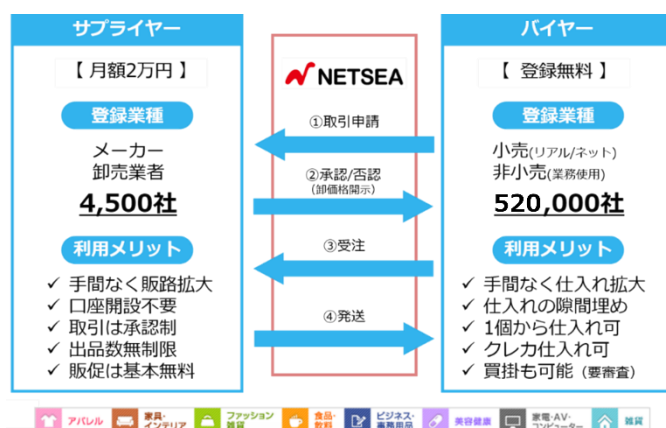 サプライヤー
【 月額2万円 】
登録業種
メーカー
卸売業者
4,500社
利用メリット
✓ 手間なく販路拡大
✓ 口座開設不要
✓ 取引は承認制
✓ 出品数無制限
✓ 販促は基本無料
NETSEA
①取引申請
②承認/否認
(卸価格開示)
③受注
④発送
バイヤー
【 登録無料 】
登録業種
小売(リアル/ネット)
非小売(業務使用)
520,000社
利用メリット
✓ 手間なく仕入れ拡大
✓ 仕入れの隙間埋め
✓ 1個から仕入れ可
✓ クレカ仕入れ可
✓ 買掛も可能（要審査）
アパレル
家具・
インテリア
ファッション
雑貨
食品・
飲料
ビジネス・
事務用品
美容健康
家電・AV・
コンピューター
雑貨